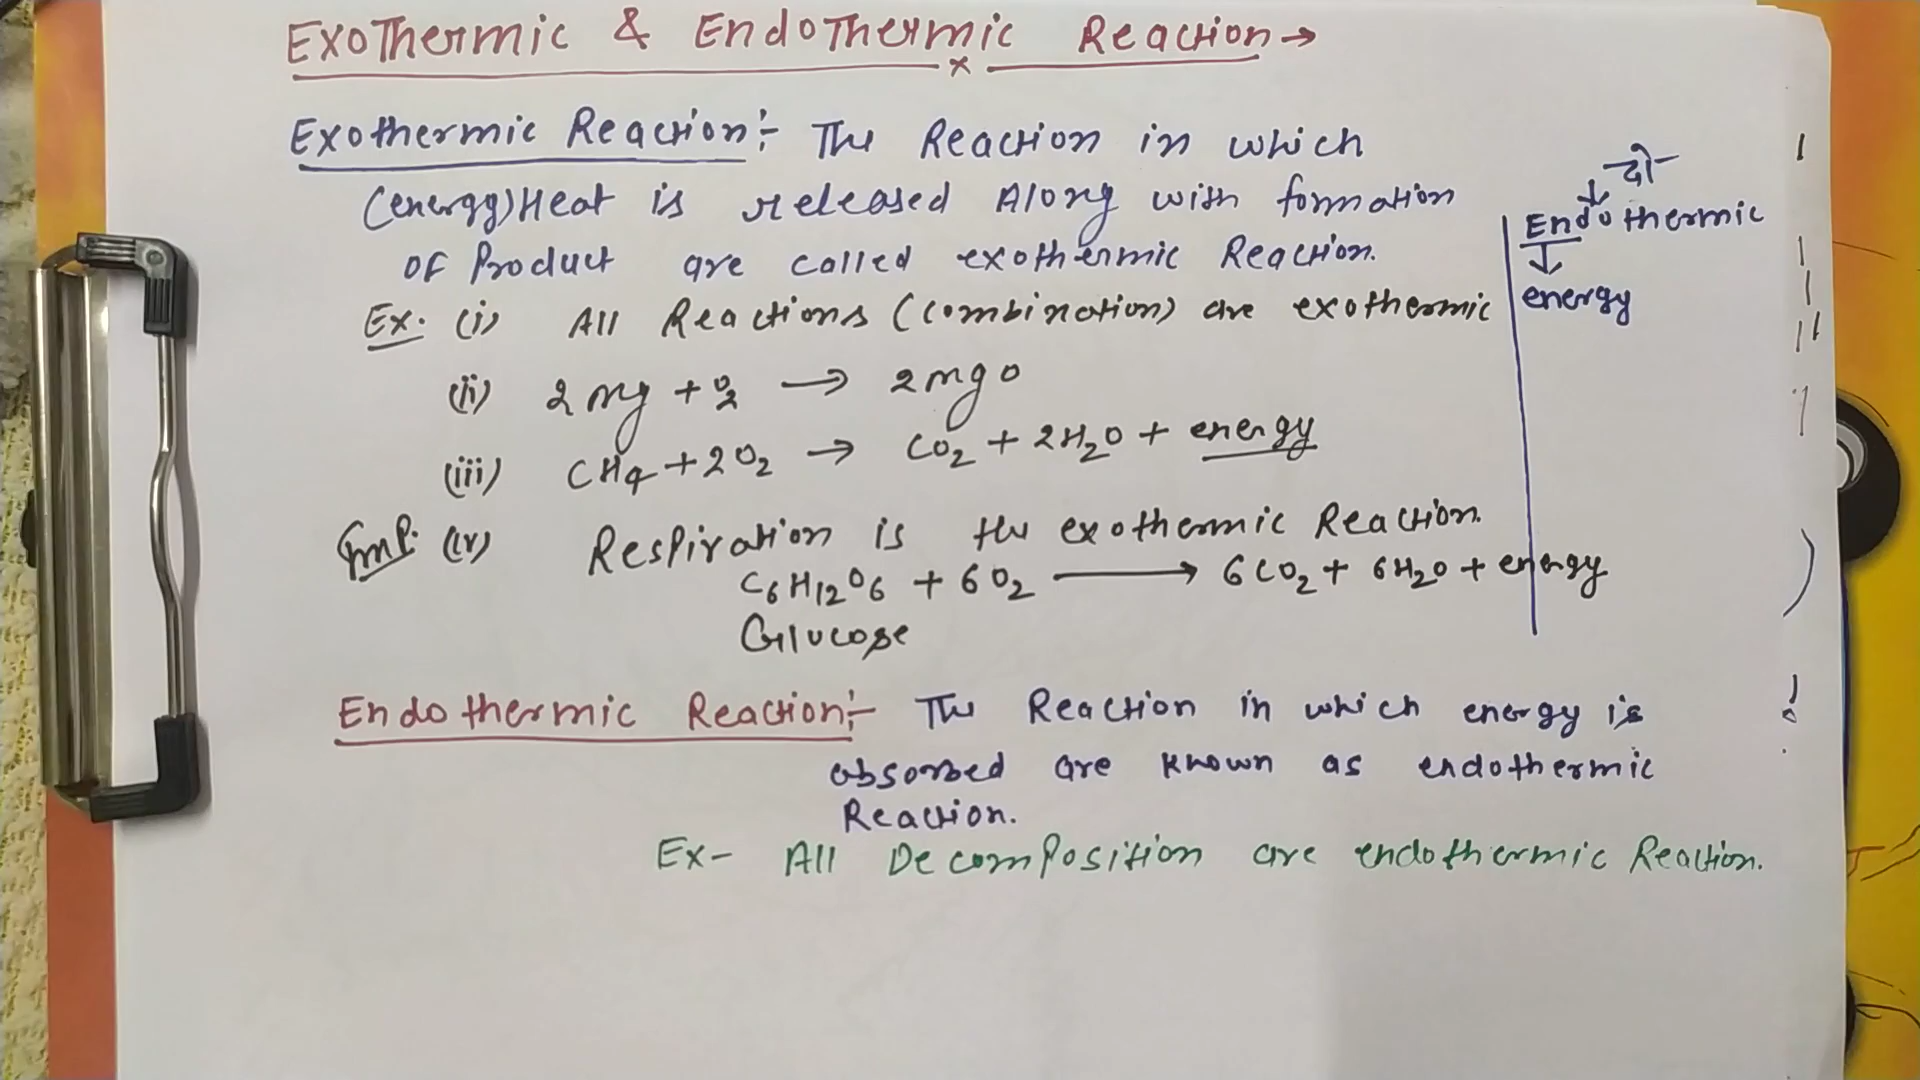 Exothermic & Endothermic Reaction→
Exothermic Reaction:- The Reaction in which
(energy)Heat is released Along with formation
of Product are called exothermic Reaction.
Ex. (i) All Reactions (combination) are exothermic
(ii) 2mg + O₂ → 2mgo
(iii) CH₄ + 2O₂ → CO₂ + 2H₂O + energy
Imp. (iv) Respiration is the exothermic Reaction.
C₆H₁₂O₆ + 6O₂ → 6CO₂ + 6H₂O + energy
Glucose
दो
↓
Endothermic
↓
energy
Endothermic Reaction:- The Reaction in which energy is
absorbed are known as endothermic
Reaction.
Ex- All Decomposition are endothermic Reaction.